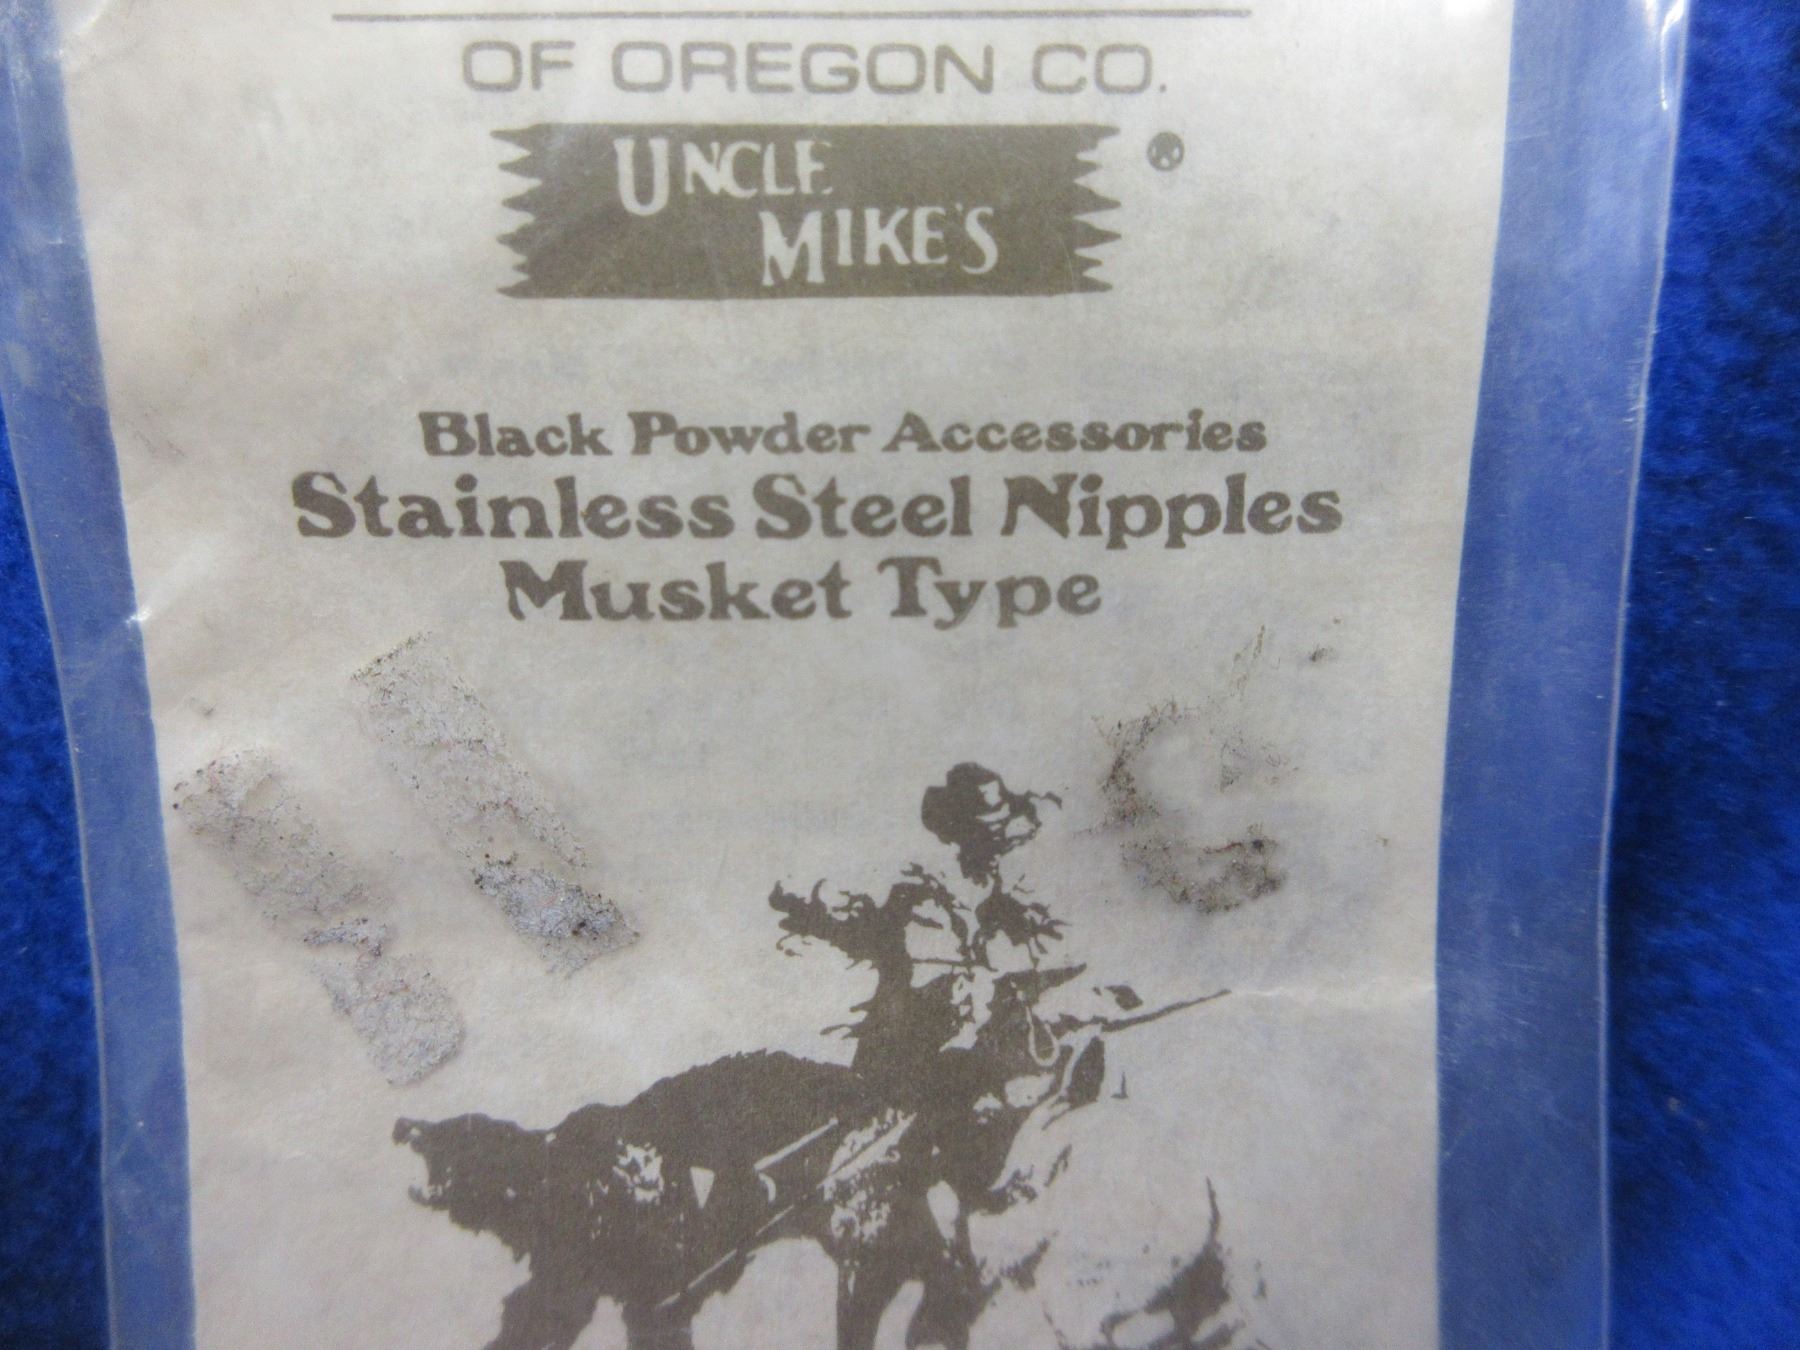 OF OREGON CO.
UNCLE
MIKE'S ®
Black Powder Accessories
Stainless Steel Nipples
Musket Type